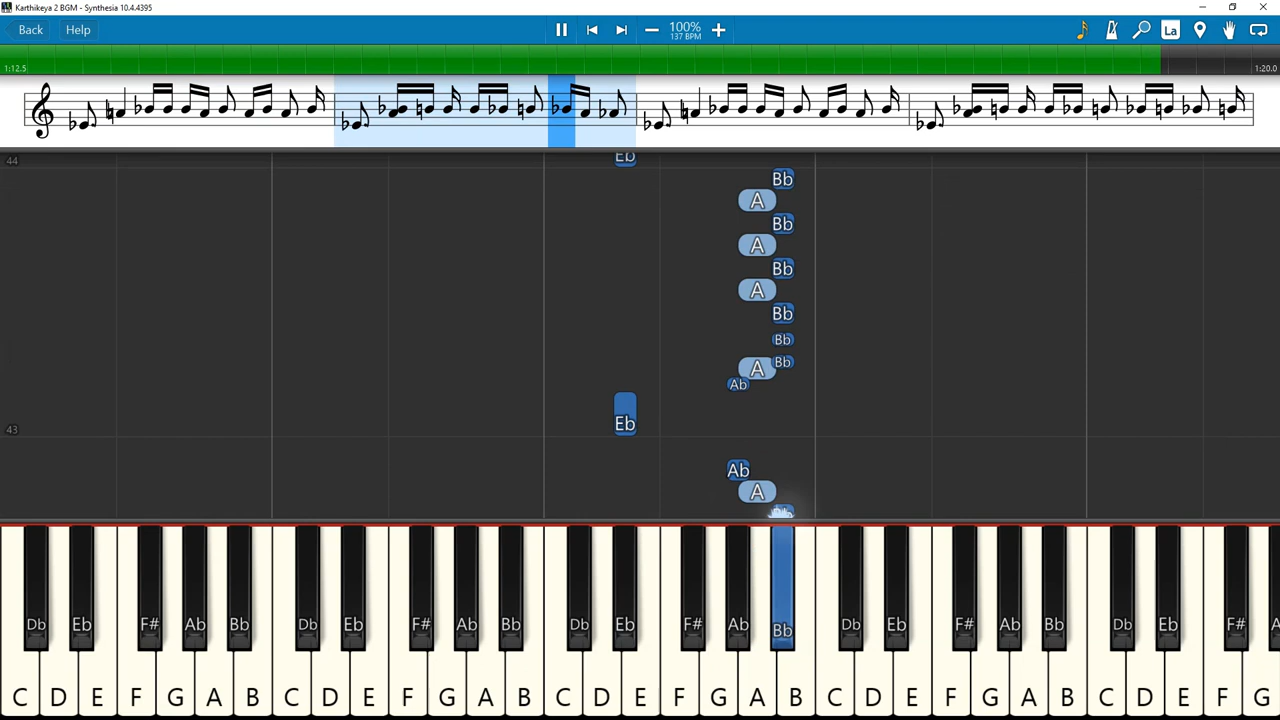 Karthikeya 2 BGM - Synthesia 10.4.4395
Back Help 100% La
137 BPM
1:12.5 1:20.0
44 Eb
Bb
A
Bb
A
Bb
A
Bb
Bb
Bb
A
Ab
Eb
43
Ab
A
Db Eb F# Ab Bb Db Eb F# Ab Bb Db Eb F# Ab Bb Db Eb F# Ab Bb Db Eb F# A
C D E F G A B C D E F G A B C D E F G A B C D E F G A B C D E F G